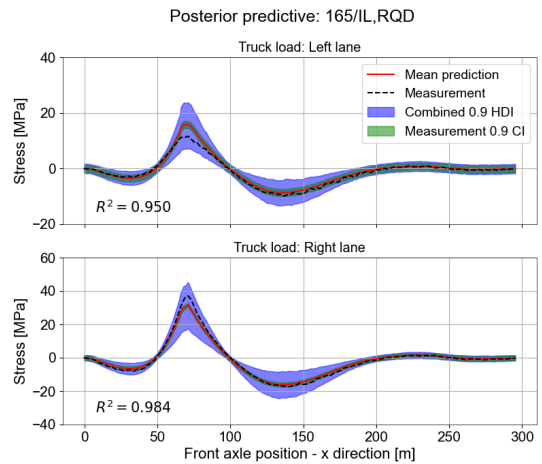 Posterior predictive: 165/IL,RQD
Truck load: Left lane
40
20
0
−20
Stress [MPa]
Mean prediction
Measurement
Combined 0.9 HDI
Measurement 0.9 CI
R² = 0.950
Truck load: Right lane
60
40
20
0
−20
−40
Stress [MPa]
R² = 0.984
0 50 100 150 200 250 300
Front axle position - x direction [m]